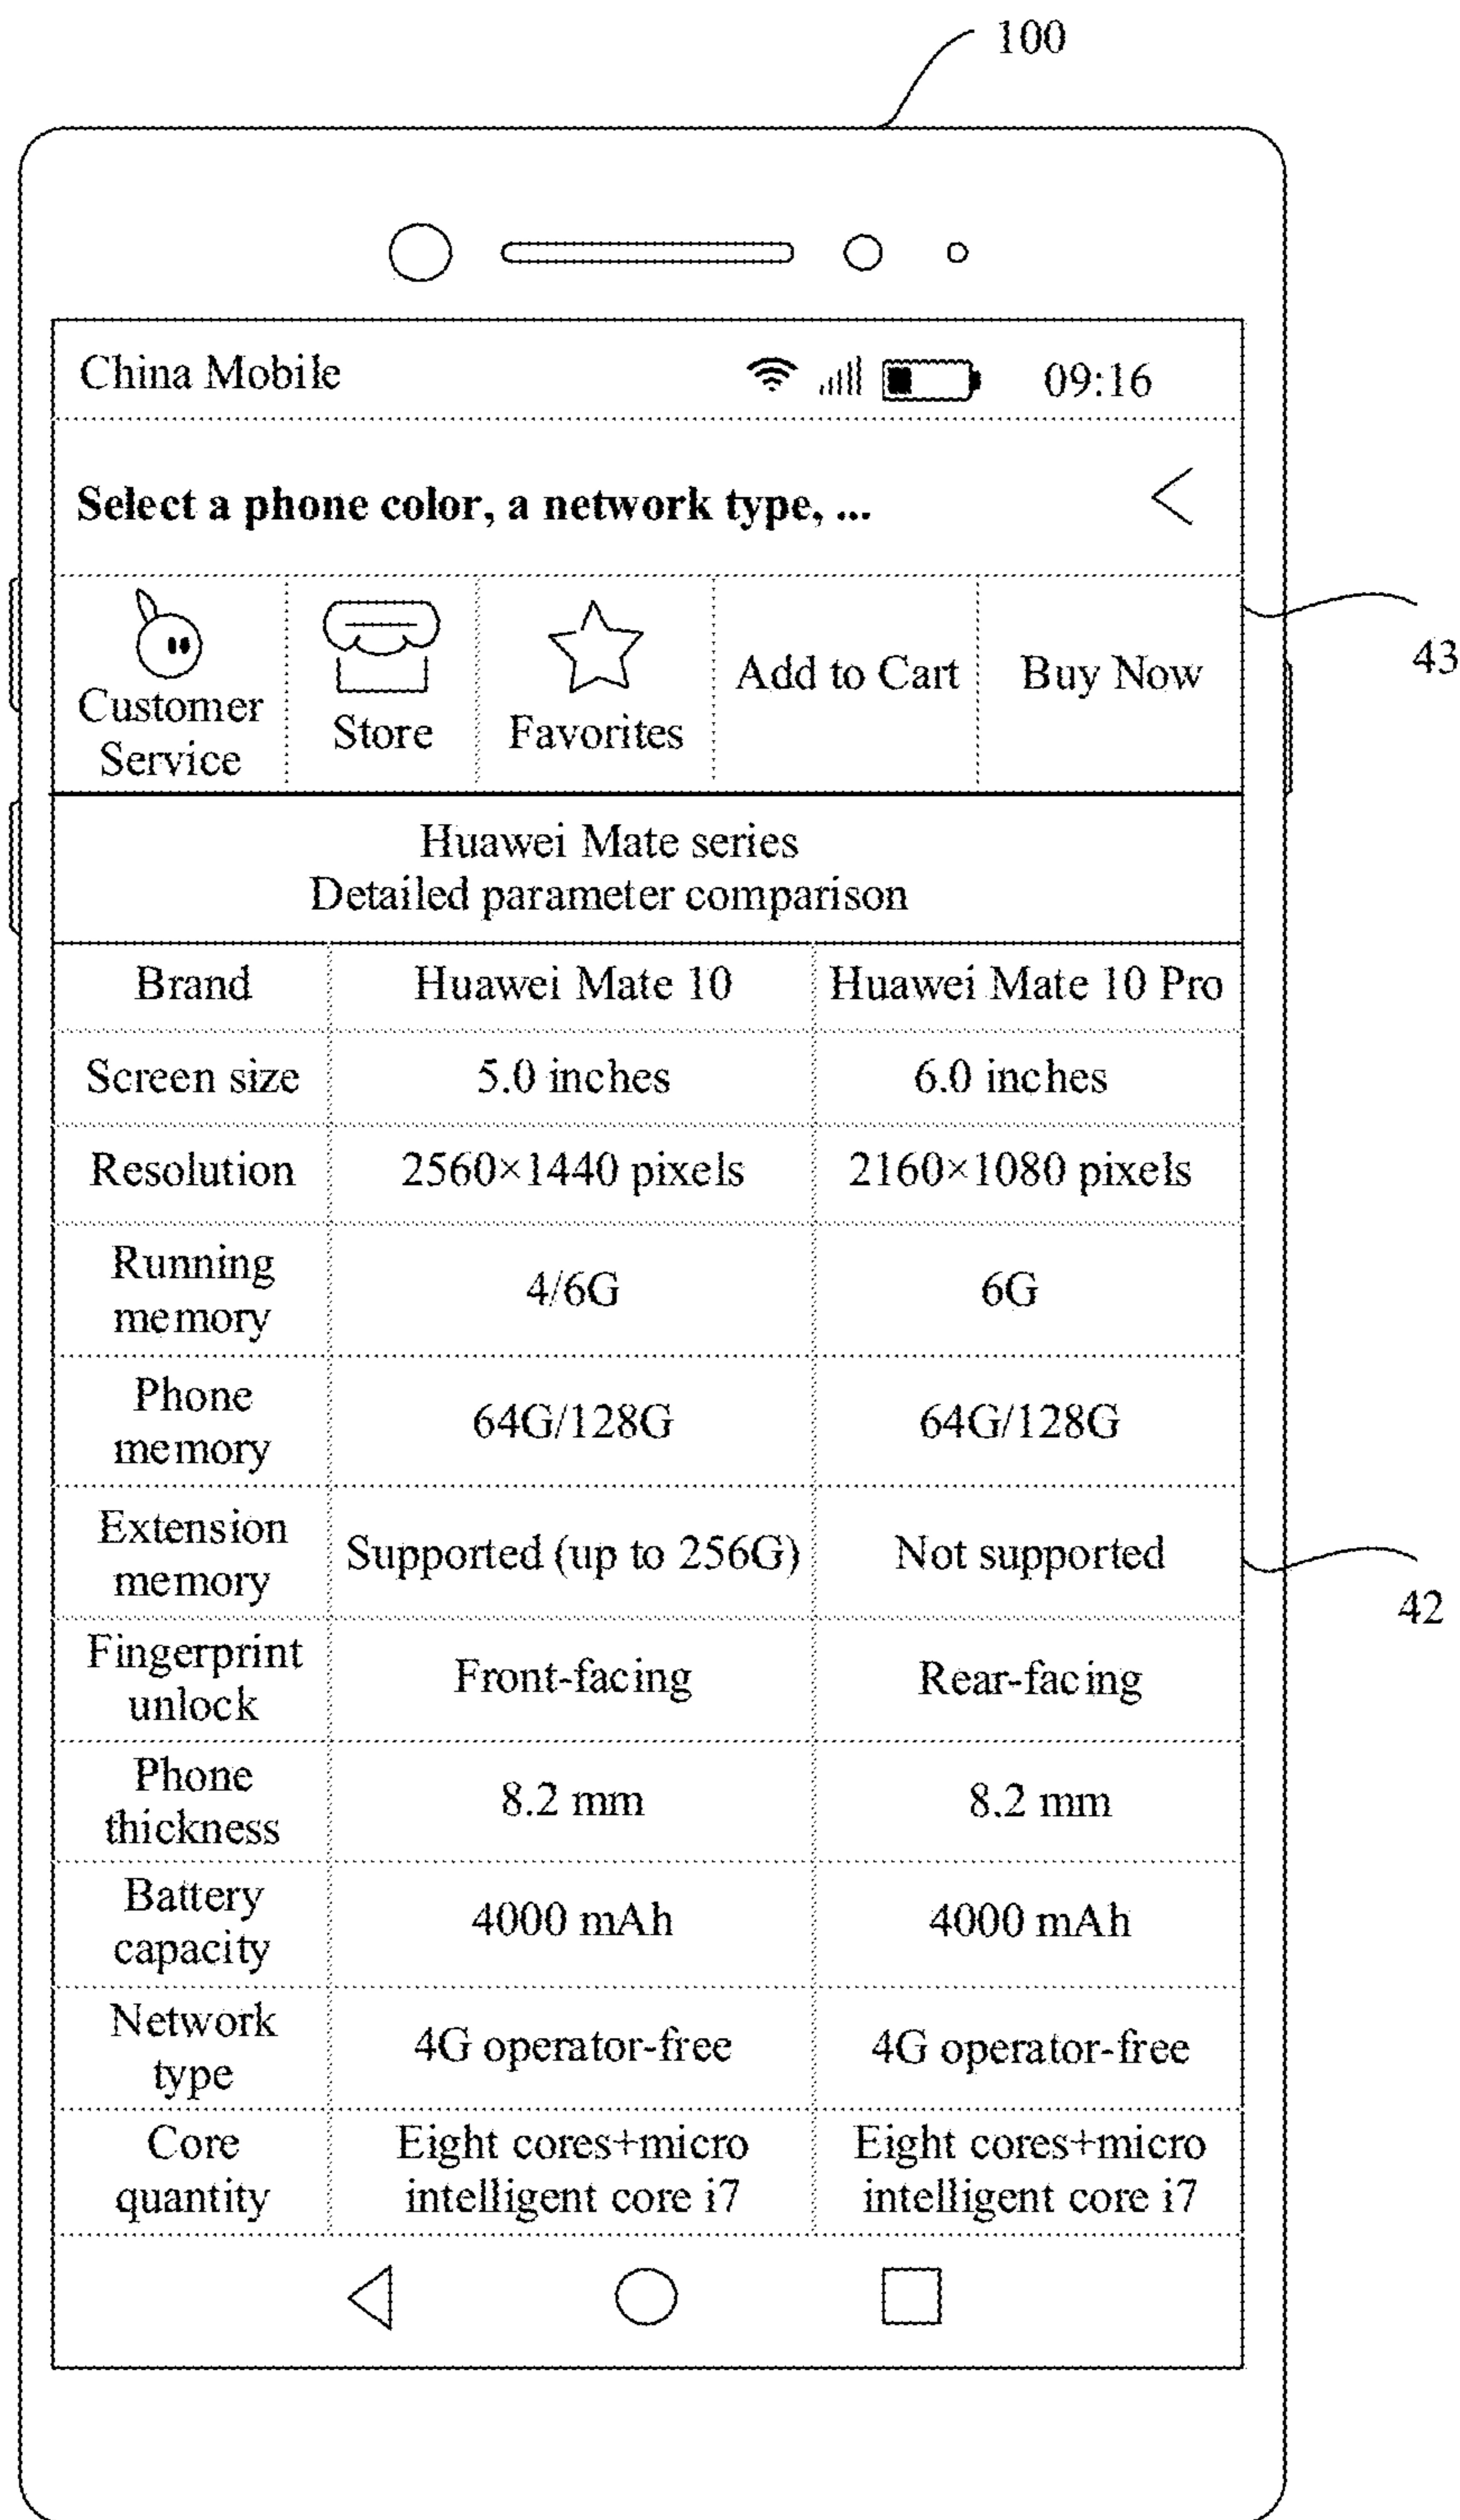 100
China Mobile 09:16
Select a phone color, a network type, ...
43
Customer
Service
Store
Favorites
Add to Cart
Buy Now
Huawei Mate series
Detailed parameter comparison
Brand Huawei Mate 10 Huawei Mate 10 Pro
Screen size 5.0 inches 6.0 inches
Resolution 2560×1440 pixels 2160×1080 pixels
Running
memory
4/6G 6G
Phone
memory
64G/128G 64G/128G
Extension
memory
Supported (up to 256G) Not supported
42
Fingerprint
unlock
Front-facing Rear-facing
Phone
thickness
8.2 mm 8.2 mm
Battery
capacity
4000 mAh 4000 mAh
Network
type
4G operator-free 4G operator-free
Core
quantity
Eight cores+micro
intelligent core i7
Eight cores+micro
intelligent core i7